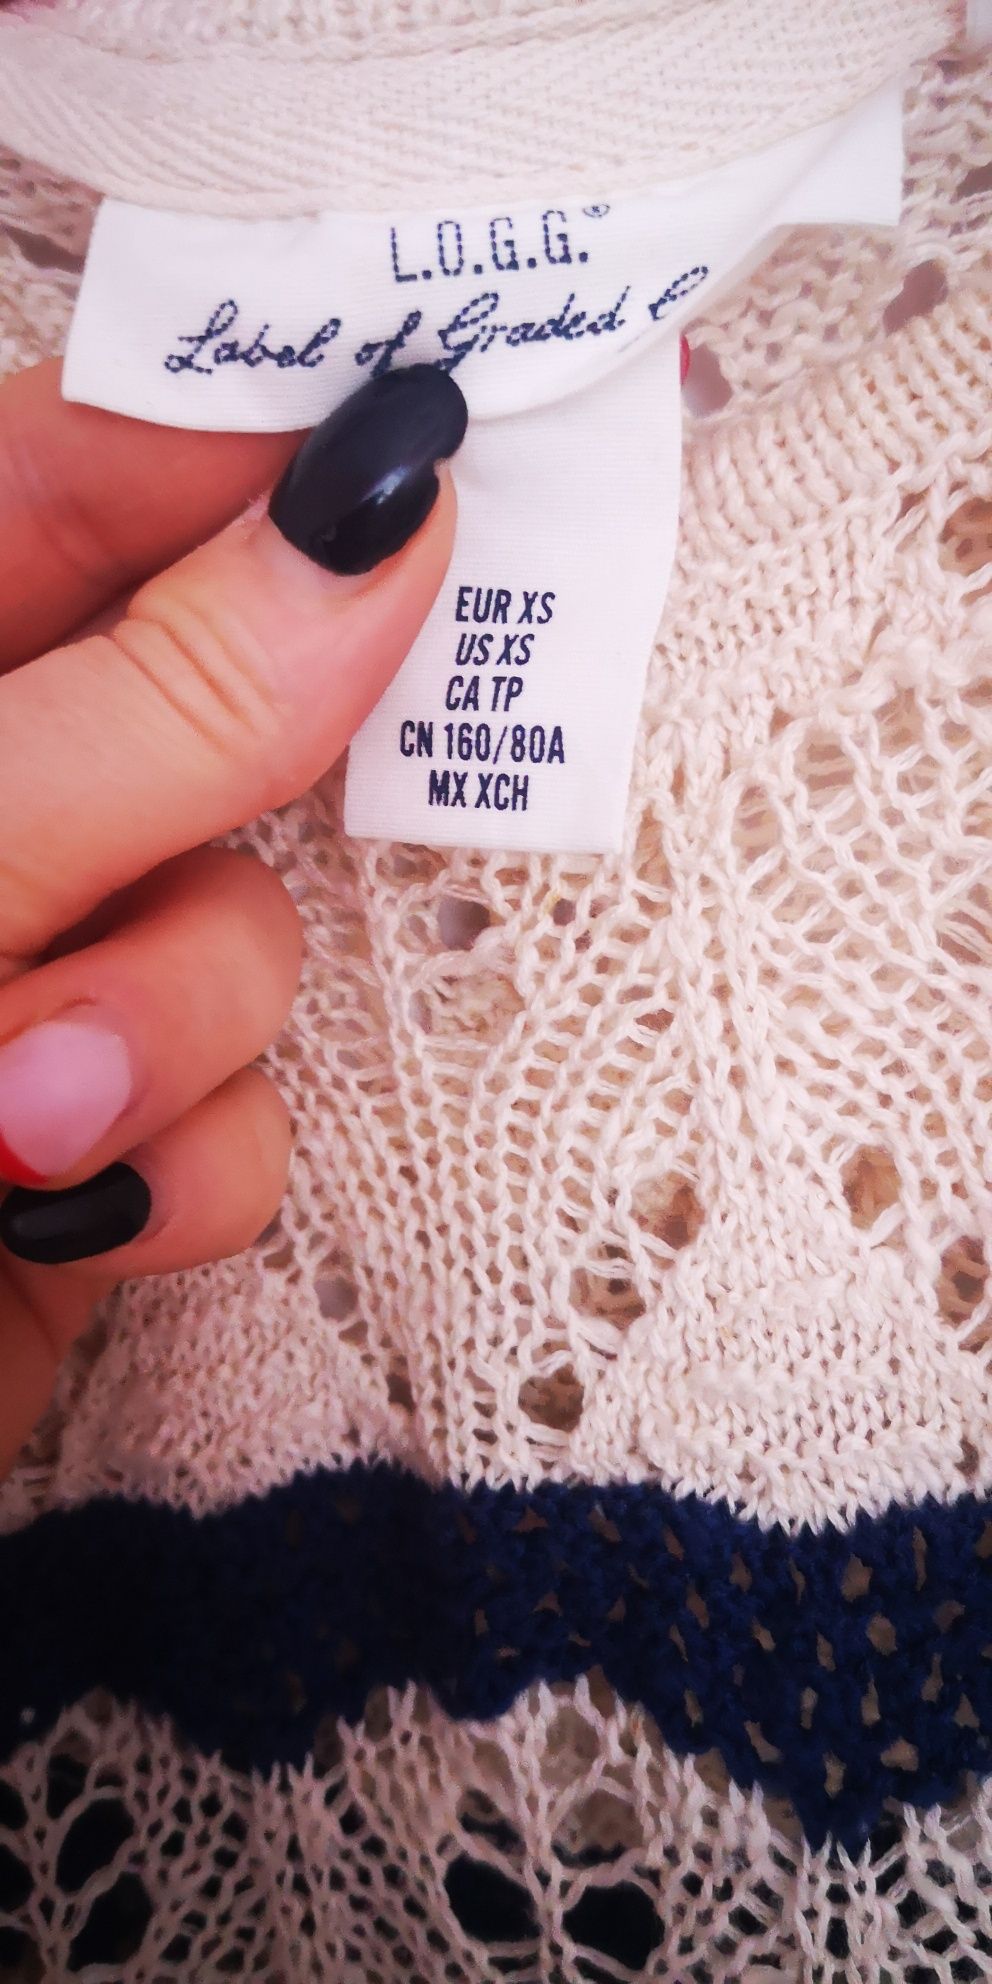 L.O.G.G.®
Label of Graded
EUR XS
US XS
CA TP
CN 160/80A
MX XCH